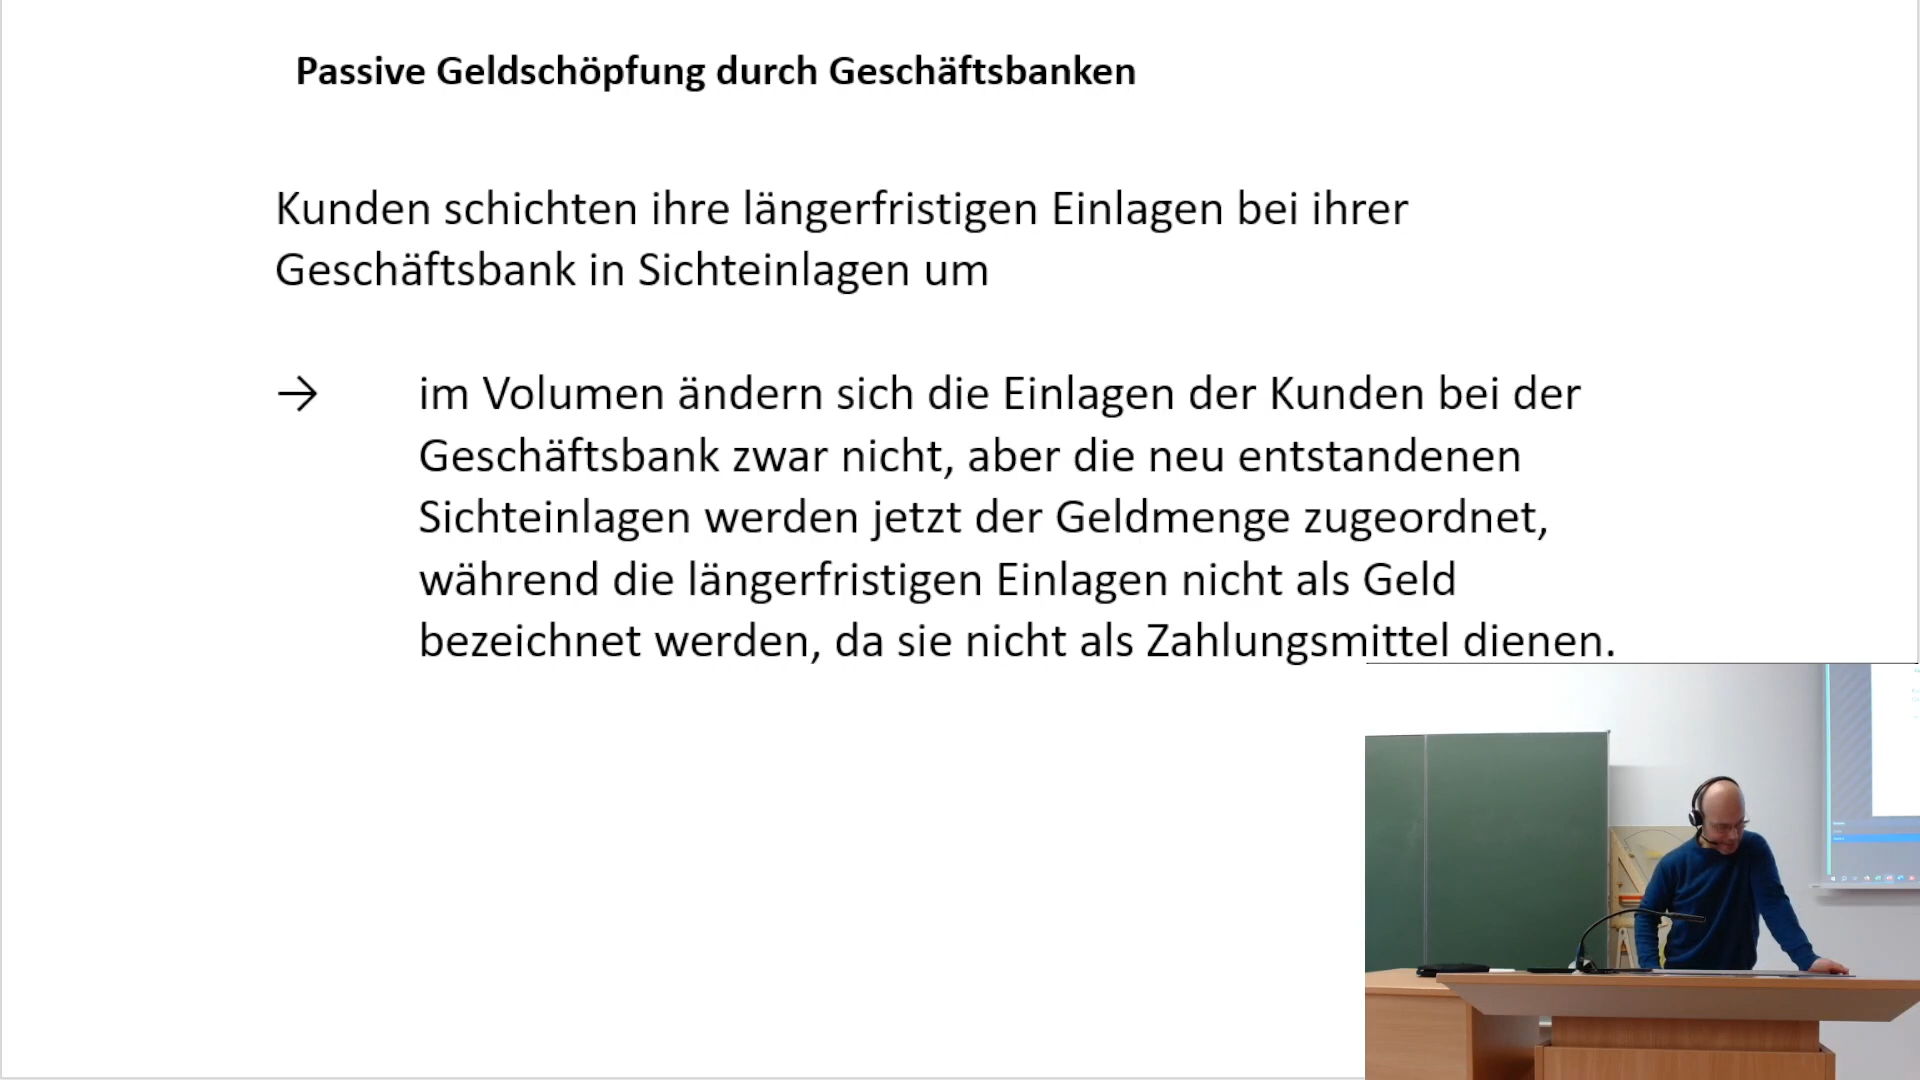 Passive Geldschöpfung durch Geschäftsbanken
Kunden schichten ihre längerfristigen Einlagen bei ihrer
Geschäftsbank in Sichteinlagen um
→ im Volumen ändern sich die Einlagen der Kunden bei der
Geschäftsbank zwar nicht, aber die neu entstandenen
Sichteinlagen werden jetzt der Geldmenge zugeordnet,
während die längerfristigen Einlagen nicht als Geld
bezeichnet werden, da sie nicht als Zahlungsmittel dienen.